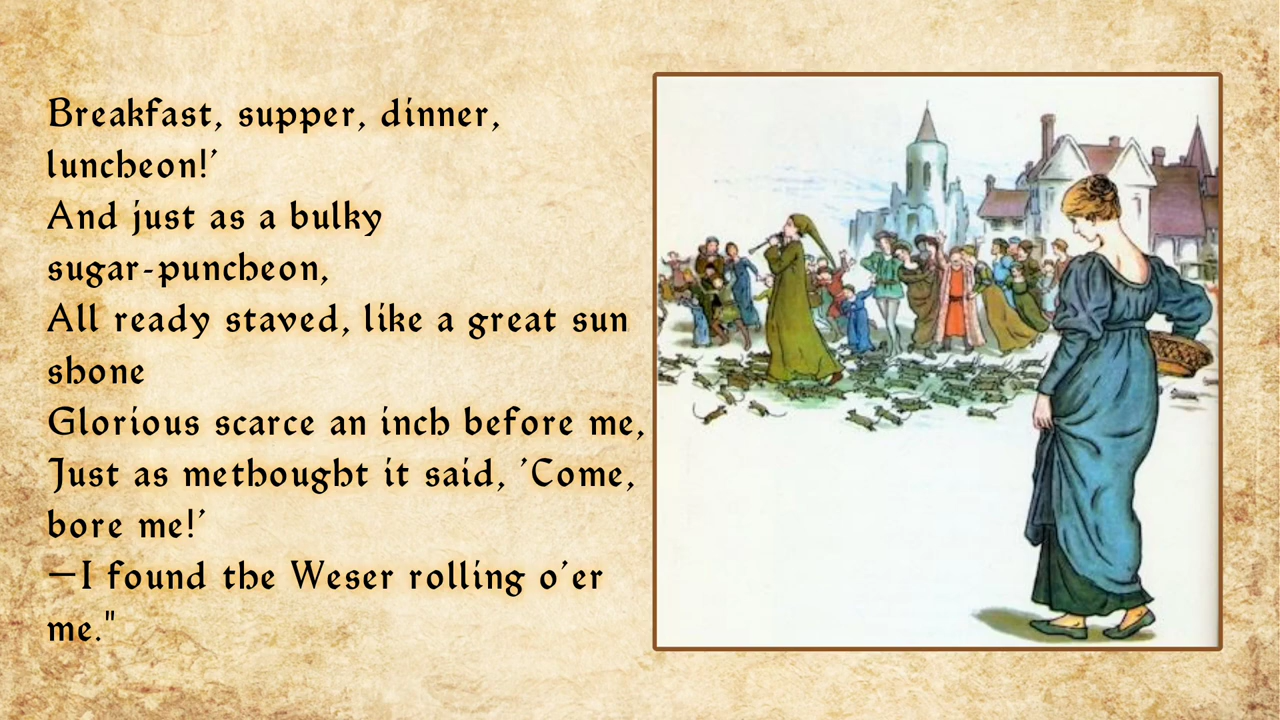 Breakfast, supper, dinner,
luncheon!'
And just as a bulky
sugar-puncheon,
All ready staved, like a great sun
shone
Glorious scarce an inch before me,
Just as methought it said, 'Come,
bore me!'
—I found the Weser rolling o'er
me."